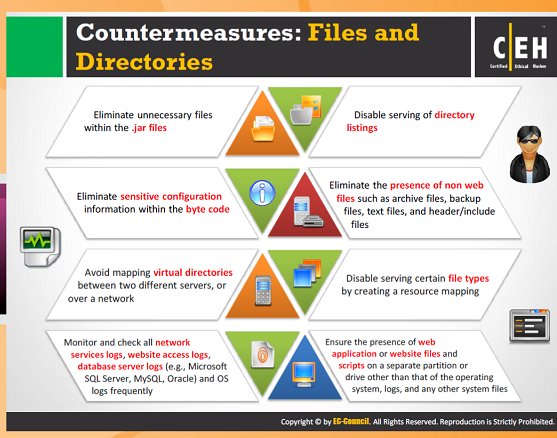 Countermeasures: Files and
Directories
C|EH
Certified Ethical Hacker
Eliminate unnecessary files
within the .jar files
Disable serving of directory
listings
Eliminate sensitive configuration
information within the byte code
Eliminate the presence of non web
files such as archive files, backup
files, text files, and header/include
files
Avoid mapping virtual directories
between two different servers, or
over a network
Disable serving certain file types
by creating a resource mapping
Monitor and check all network
services logs, website access logs,
database server logs (e.g., Microsoft
SQL Server, MySQL, Oracle) and OS
logs frequently
Ensure the presence of web
application or website files and
scripts on a separate partition or
drive other than that of the operating
system, logs, and any other system files
Copyright © by EC-Council. All Rights Reserved. Reproduction is Strictly Prohibited.